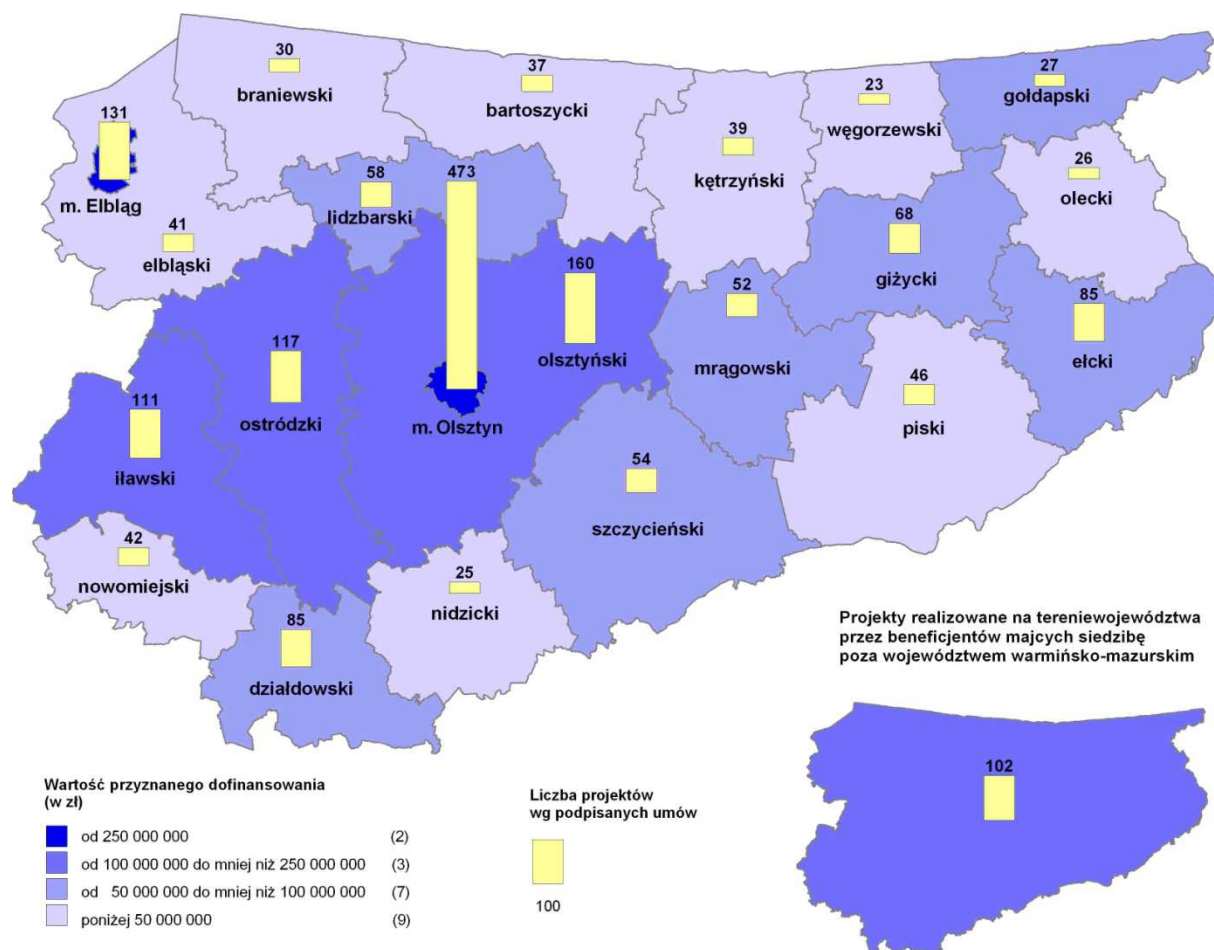 30
braniewski
37
bartoszycki
27
gołdapski
23
węgorzewski
131
m. Elbląg
39
kętrzyński
26
olecki
58
lidzbarski
473
m. Olsztyn
41
elbląski
68
giżycki
160
olsztyński
52
mrągowski
85
ełcki
117
ostródzki
111
iławski
46
piski
54
szczycieński
42
nowomiejski
25
nidzicki
85
działdowski
Projekty realizowane na tereniewojewództwa
przez beneficjentów majcych siedzibę
poza województwem warmińsko-mazurskim
102
Wartość przyznanego dofinansowania
(w zł)
od 250 000 000 (2)
od 100 000 000 do mniej niż 250 000 000 (3)
od 50 000 000 do mniej niż 100 000 000 (7)
poniżej 50 000 000 (9)
Liczba projektów
wg podpisanych umów
100